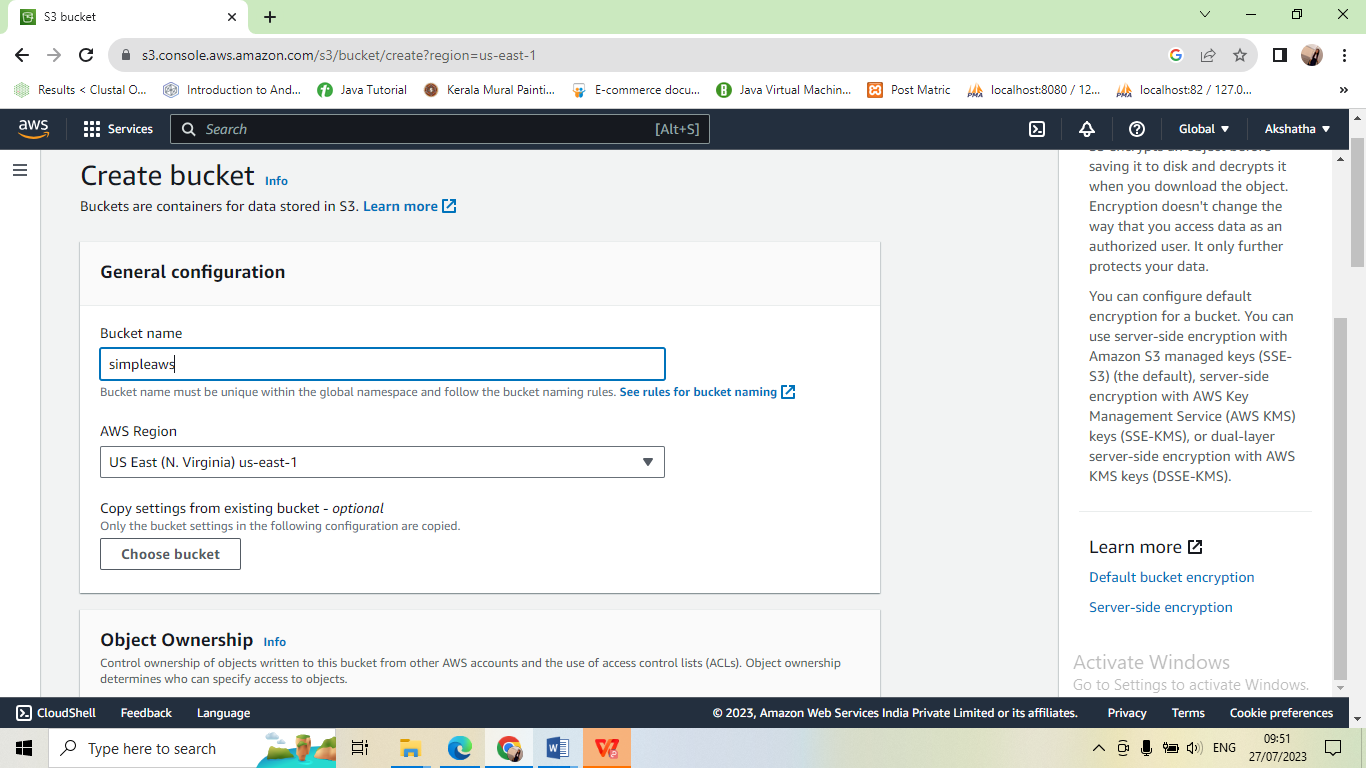 S3 bucket
s3.console.aws.amazon.com/s3/bucket/create?region=us-east-1
Results < Clustal O...
Introduction to And...
Java Tutorial
Kerala Mural Painti...
E-commerce docu...
Java Virtual Machin...
Post Matric
localhost:8080 / 12...
localhost:82 / 127.0...
»
aws
Services
Search
[Alt+S]
Global
Akshatha
Create bucket Info
Buckets are containers for data stored in S3. Learn more
General configuration
Bucket name
simpleaws
Bucket name must be unique within the global namespace and follow the bucket naming rules. See rules for bucket naming
AWS Region
US East (N. Virginia) us-east-1
Copy settings from existing bucket - optional
Only the bucket settings in the following configuration are copied.
Choose bucket
Object Ownership Info
Control ownership of objects written to this bucket from other AWS accounts and the use of access control lists (ACLs). Object ownership
determines who can specify access to objects.
saving it to disk and decrypts it
when you download the object.
Encryption doesn't change the
way that you access data as an
authorized user. It only further
protects your data.
You can configure default
encryption for a bucket. You can
use server-side encryption with
Amazon S3 managed keys (SSE-
S3) (the default), server-side
encryption with AWS Key
Management Service (AWS KMS)
keys (SSE-KMS), or dual-layer
server-side encryption with AWS
KMS keys (DSSE-KMS).
Learn more
Default bucket encryption
Server-side encryption
Activate Windows
Go to Settings to activate Windows.
CloudShell
Feedback
Language
© 2023, Amazon Web Services India Private Limited or its affiliates.
Privacy
Terms
Cookie preferences
Type here to search
ENG
09:51
27/07/2023